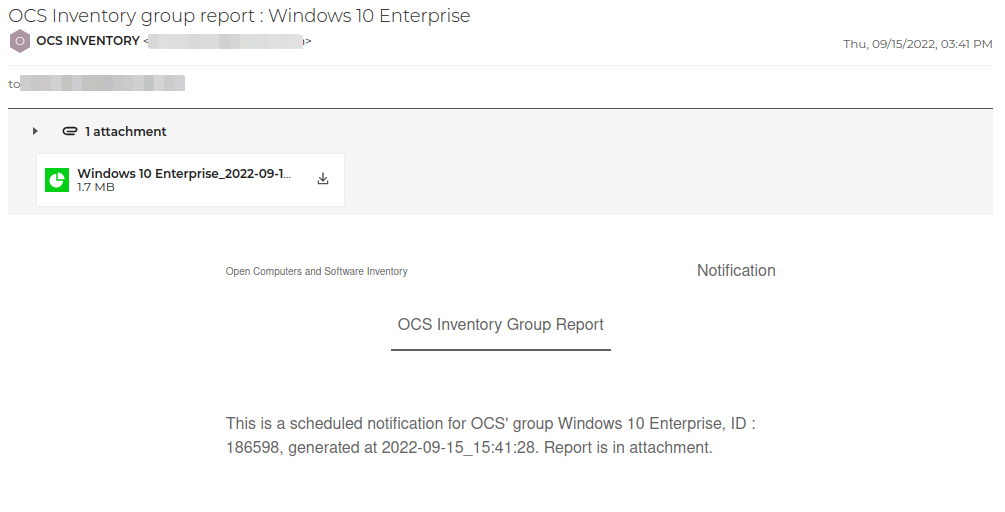 OCS Inventory group report : Windows 10 Enterprise
OCS INVENTORY < >
Thu, 09/15/2022, 03:41 PM
to
1 attachment
Windows 10 Enterprise_2022-09-1...
1.7 MB
Open Computers and Software Inventory
Notification
OCS Inventory Group Report
This is a scheduled notification for OCS' group Windows 10 Enterprise, ID :
186598, generated at 2022-09-15_15:41:28. Report is in attachment.